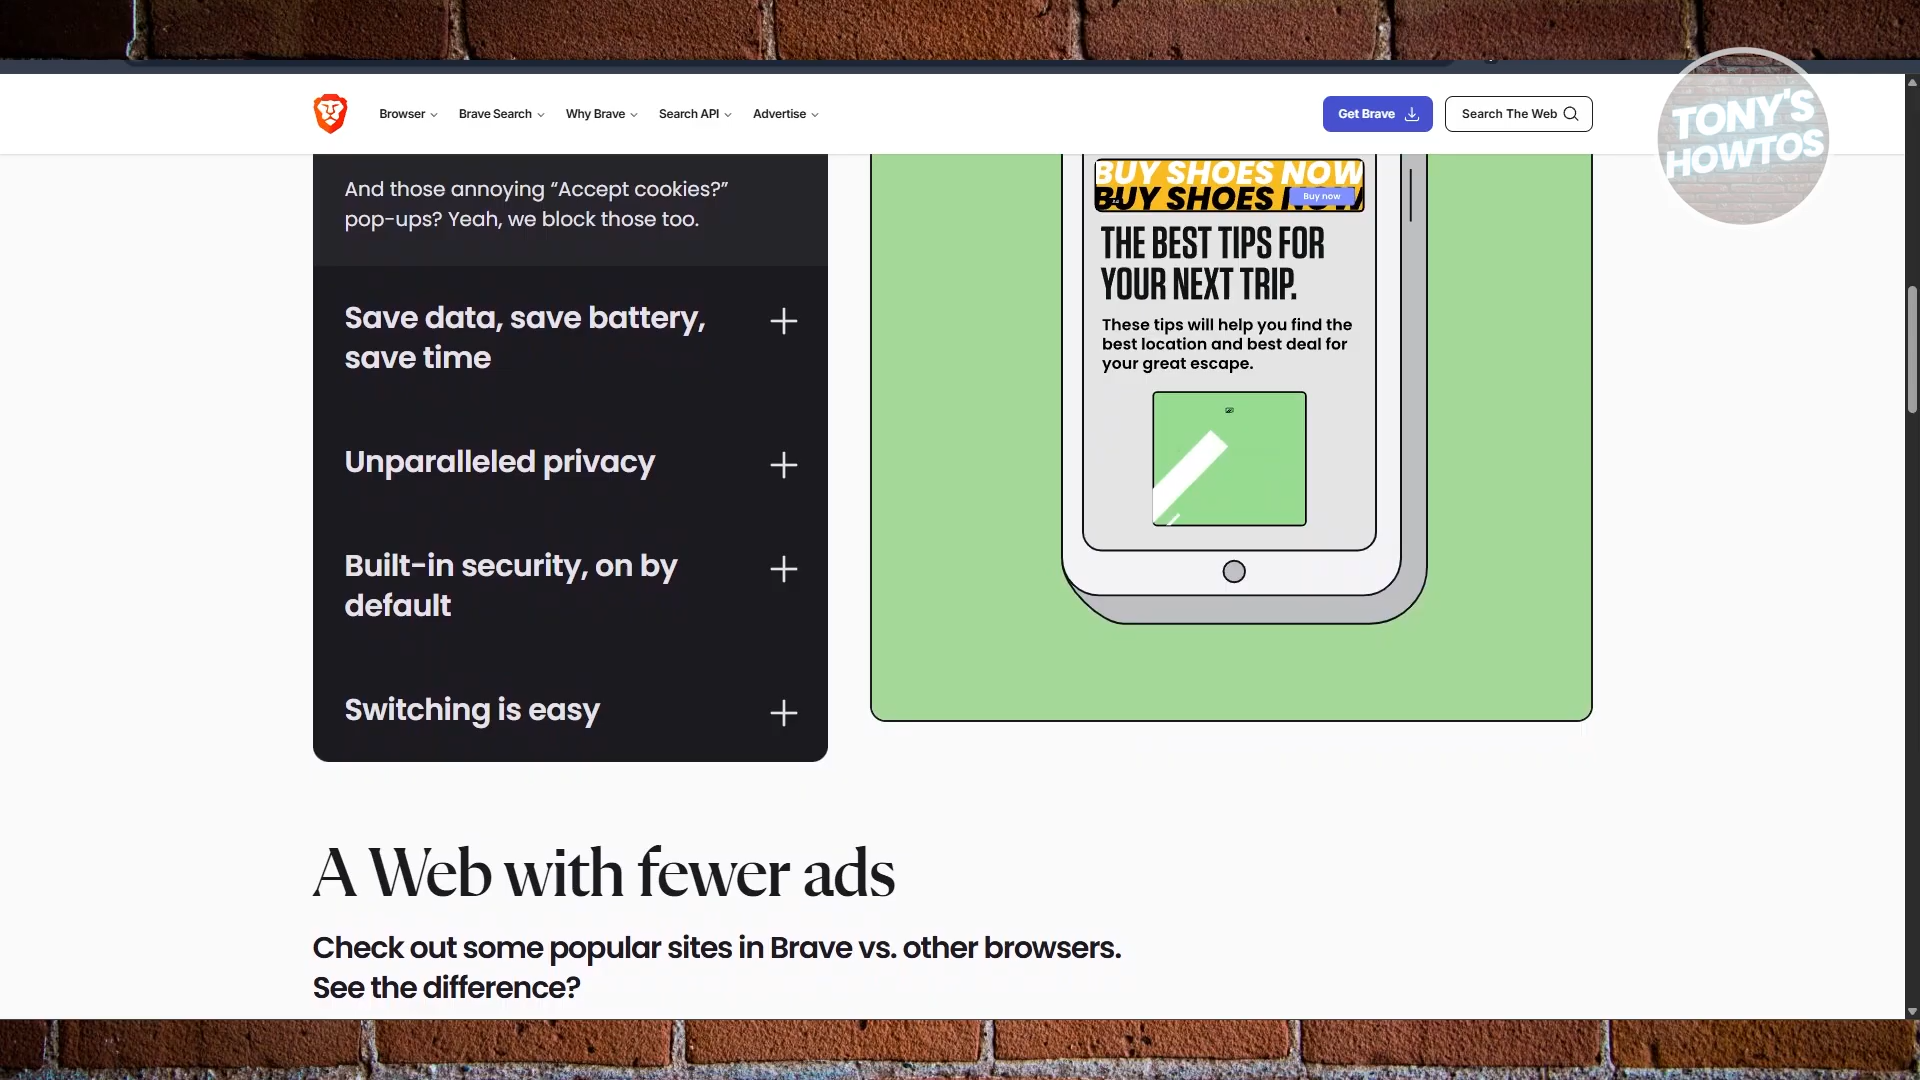 Browser
Brave Search
Why Brave
Search API
Advertise
Get Brave
Search The Web
TONY'S
HOWTOS
And those annoying “Accept cookies?”
pop-ups? Yeah, we block those too.
Save data, save battery,
save time
Unparalleled privacy
Built-in security, on by
default
Switching is easy
BUY SHOES NOW
BUY SHOES NOW
Buy now
THE BEST TIPS FOR
YOUR NEXT TRIP.
These tips will help you find the
best location and best deal for
your great escape.
A Web with fewer ads
Check out some popular sites in Brave vs. other browsers.
See the difference?